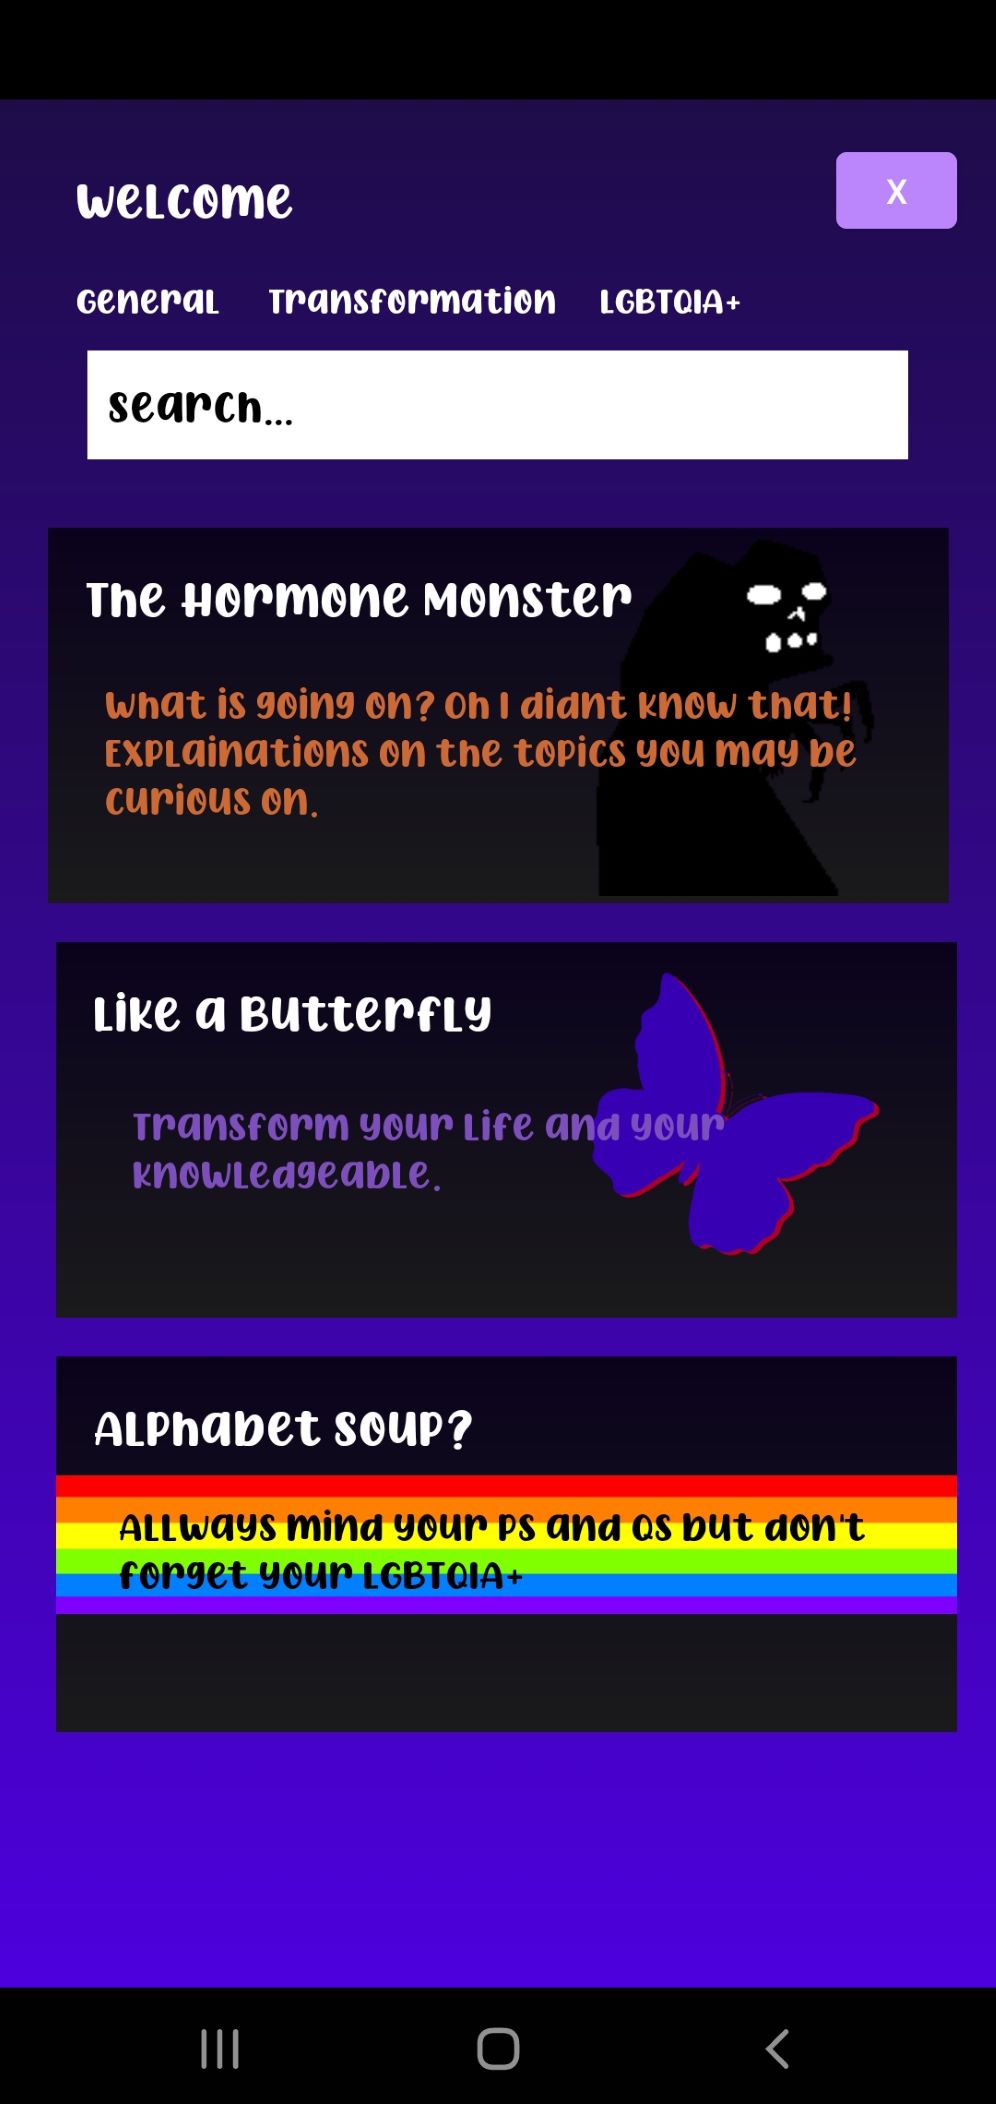 Welcome
X
General Transformation LGBTQIA+
search...
The Hormone Monster
What is going on? Oh I didnt know that!
Explainations on the topics you may be
curious on.
Like a Butterfly
Transform your life and your
knowledgeable.
Alphabet Soup?
Allways mind your Ps and Qs but don't
forget your LGBTQIA+